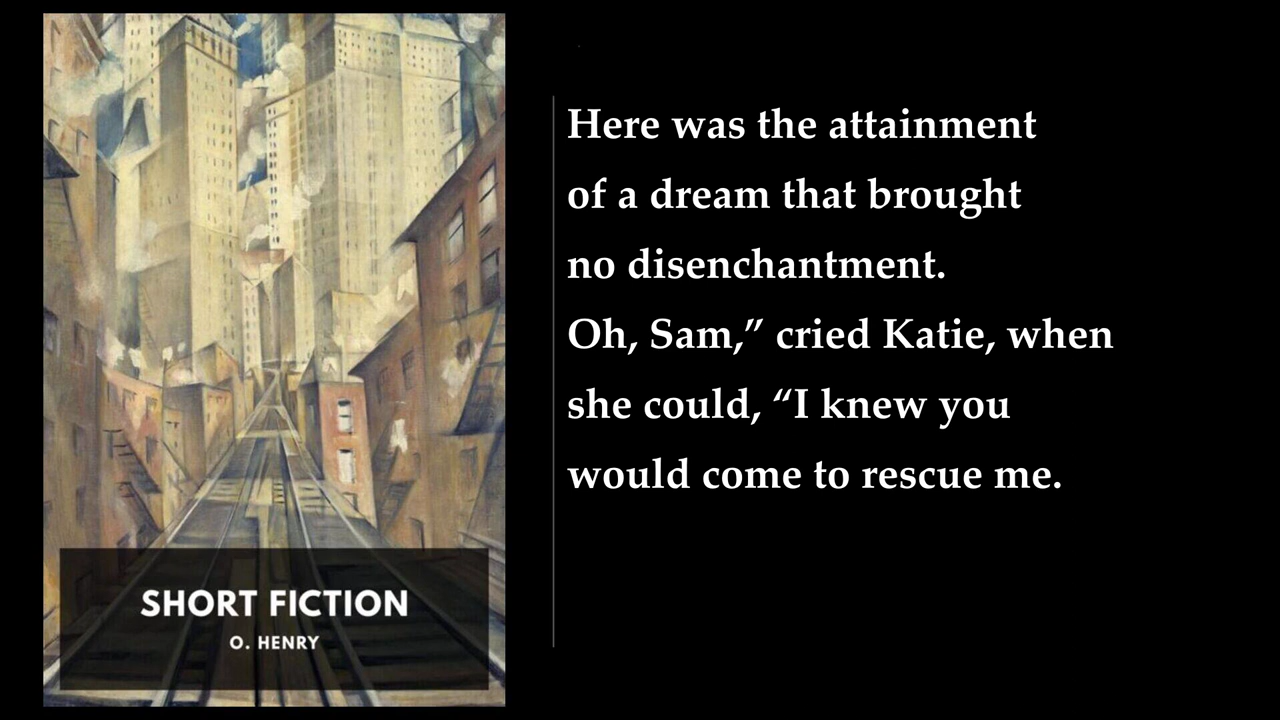 SHORT FICTION
O. HENRY
Here was the attainment
of a dream that brought
no disenchantment.
Oh, Sam,” cried Katie, when
she could, “I knew you
would come to rescue me.